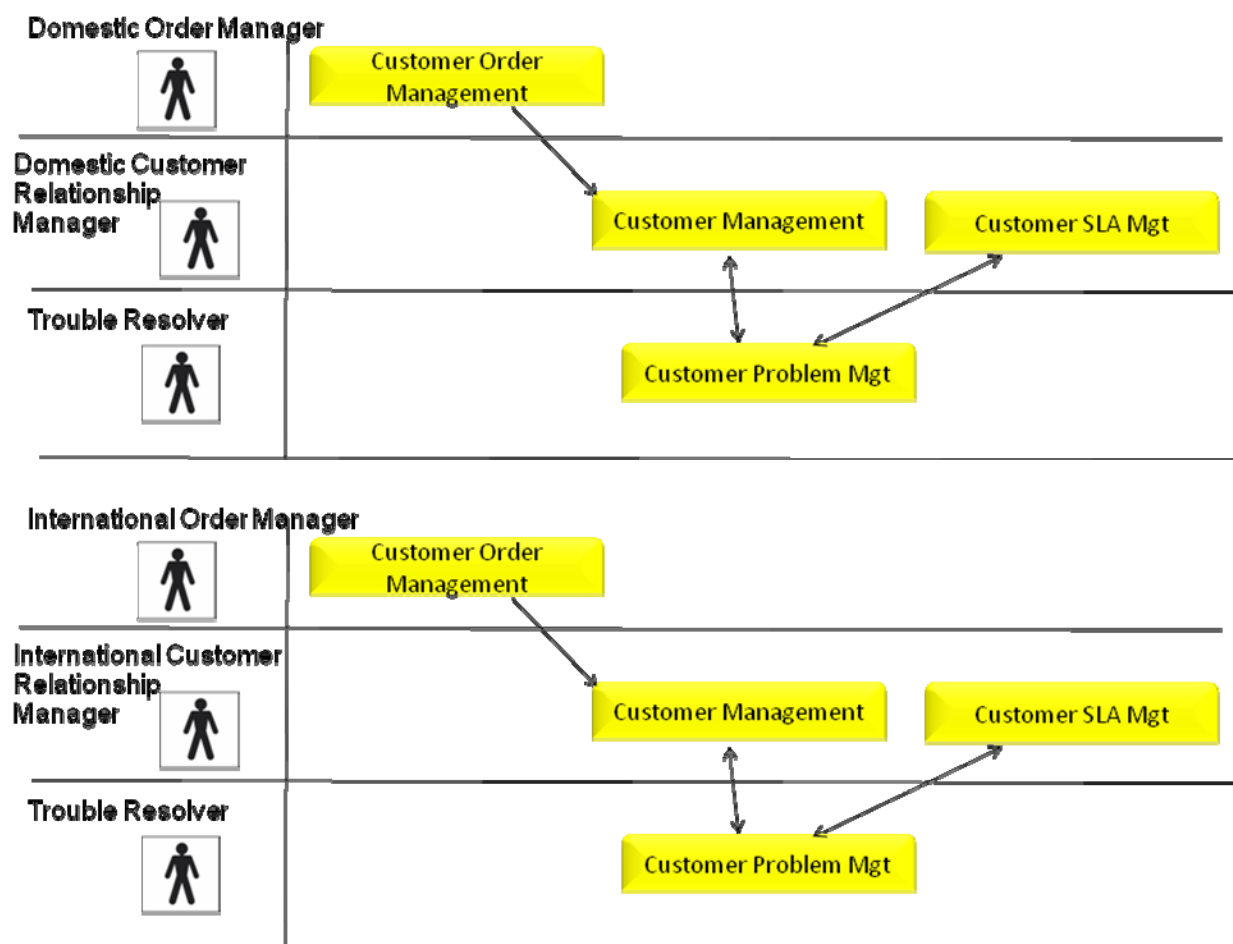 Domestic Order Manager
Customer Order
Management
Domestic Customer
Relationship
Manager
Customer Management
Customer SLA Mgt
Trouble Resolver
Customer Problem Mgt
International Order Manager
Customer Order
Management
International Customer
Relationship
Manager
Customer Management
Customer SLA Mgt
Trouble Resolver
Customer Problem Mgt